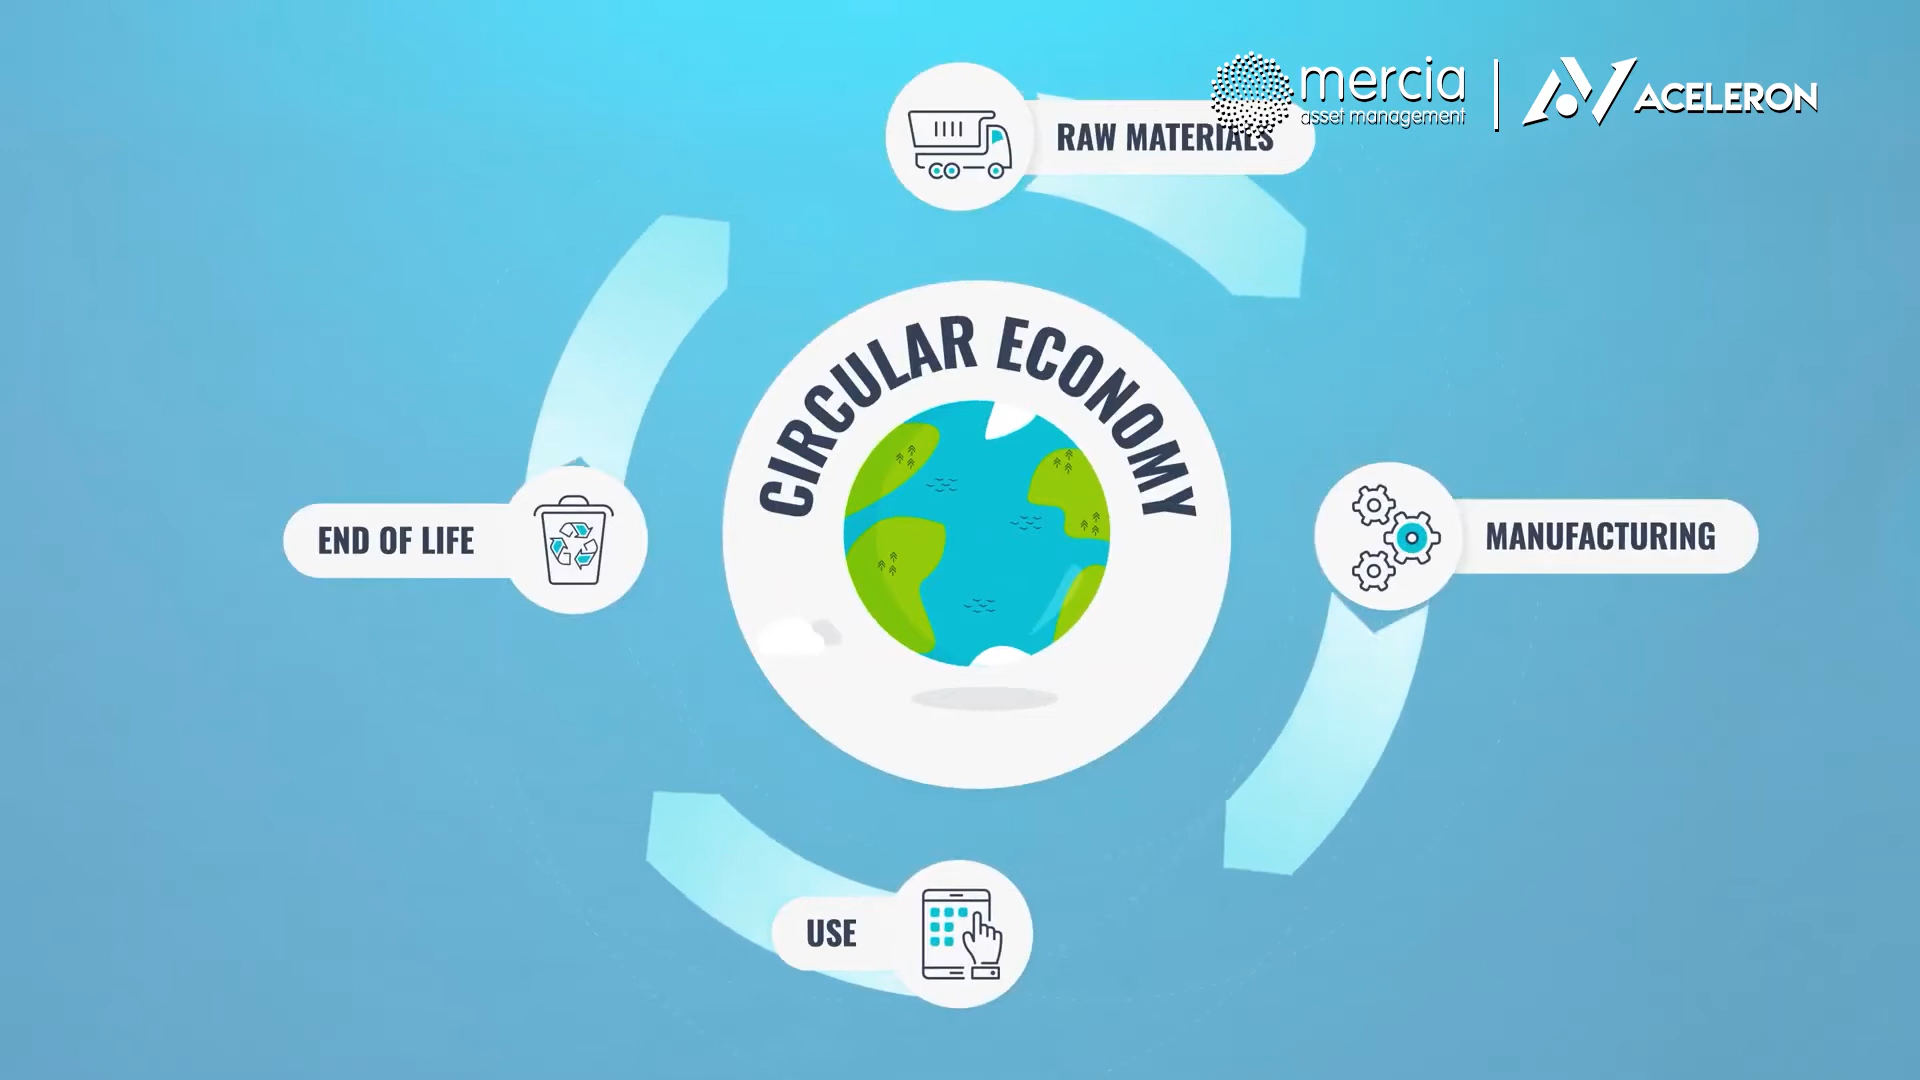 mercia
asset management
ACELERON
RAW MATERIALS
CIRCULAR ECONOMY
END OF LIFE
MANUFACTURING
USE